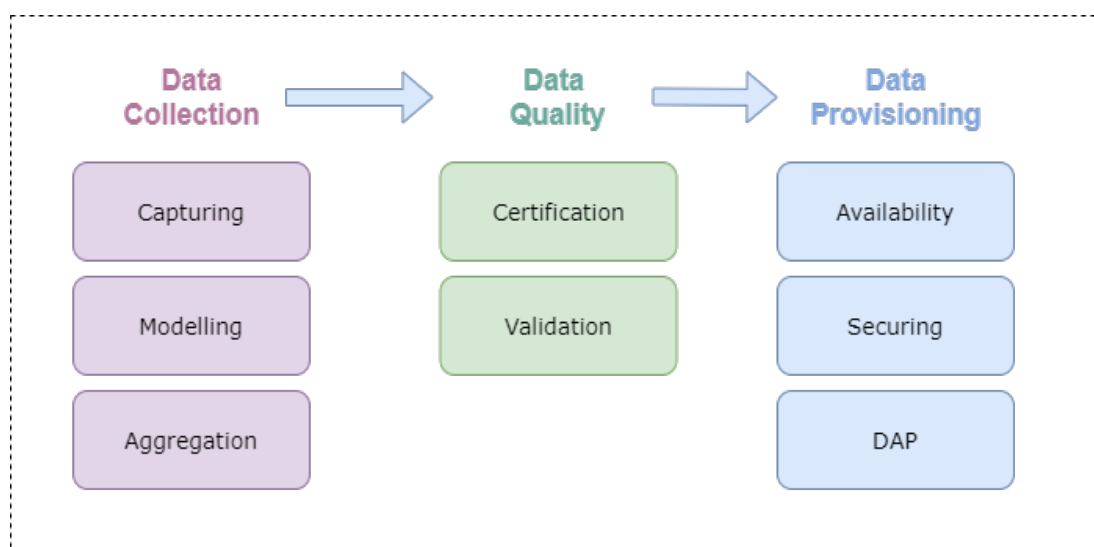 Data
Collection
Data
Quality
Data
Provisioning
Capturing
Certification
Availability
Modelling
Validation
Securing
Aggregation
DAP